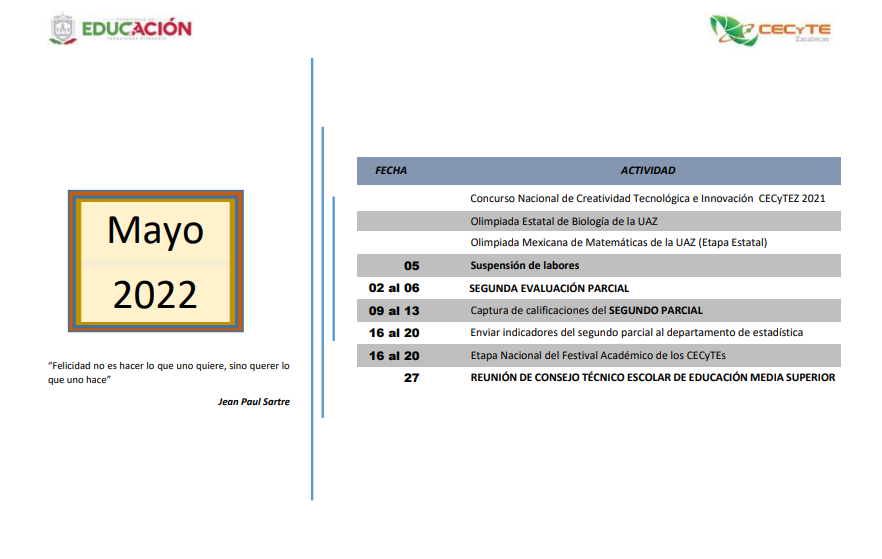 EDUCACIÓN
CECyTE
Zacatecas
Mayo
2022
“Felicidad no es hacer lo que uno quiere, sino querer lo
que uno hace”
Jean Paul Sartre
FECHA ACTIVIDAD
Concurso Nacional de Creatividad Tecnológica e Innovación CECyTEZ 2021
Olimpiada Estatal de Biología de la UAZ
Olimpiada Mexicana de Matemáticas de la UAZ (Etapa Estatal)
05 Suspensión de labores
02 al 06 SEGUNDA EVALUACIÓN PARCIAL
09 al 13 Captura de calificaciones del SEGUNDO PARCIAL
16 al 20 Enviar indicadores del segundo parcial al departamento de estadística
16 al 20 Etapa Nacional del Festival Académico de los CECyTEs
27 REUNIÓN DE CONSEJO TÉCNICO ESCOLAR DE EDUCACIÓN MEDIA SUPERIOR